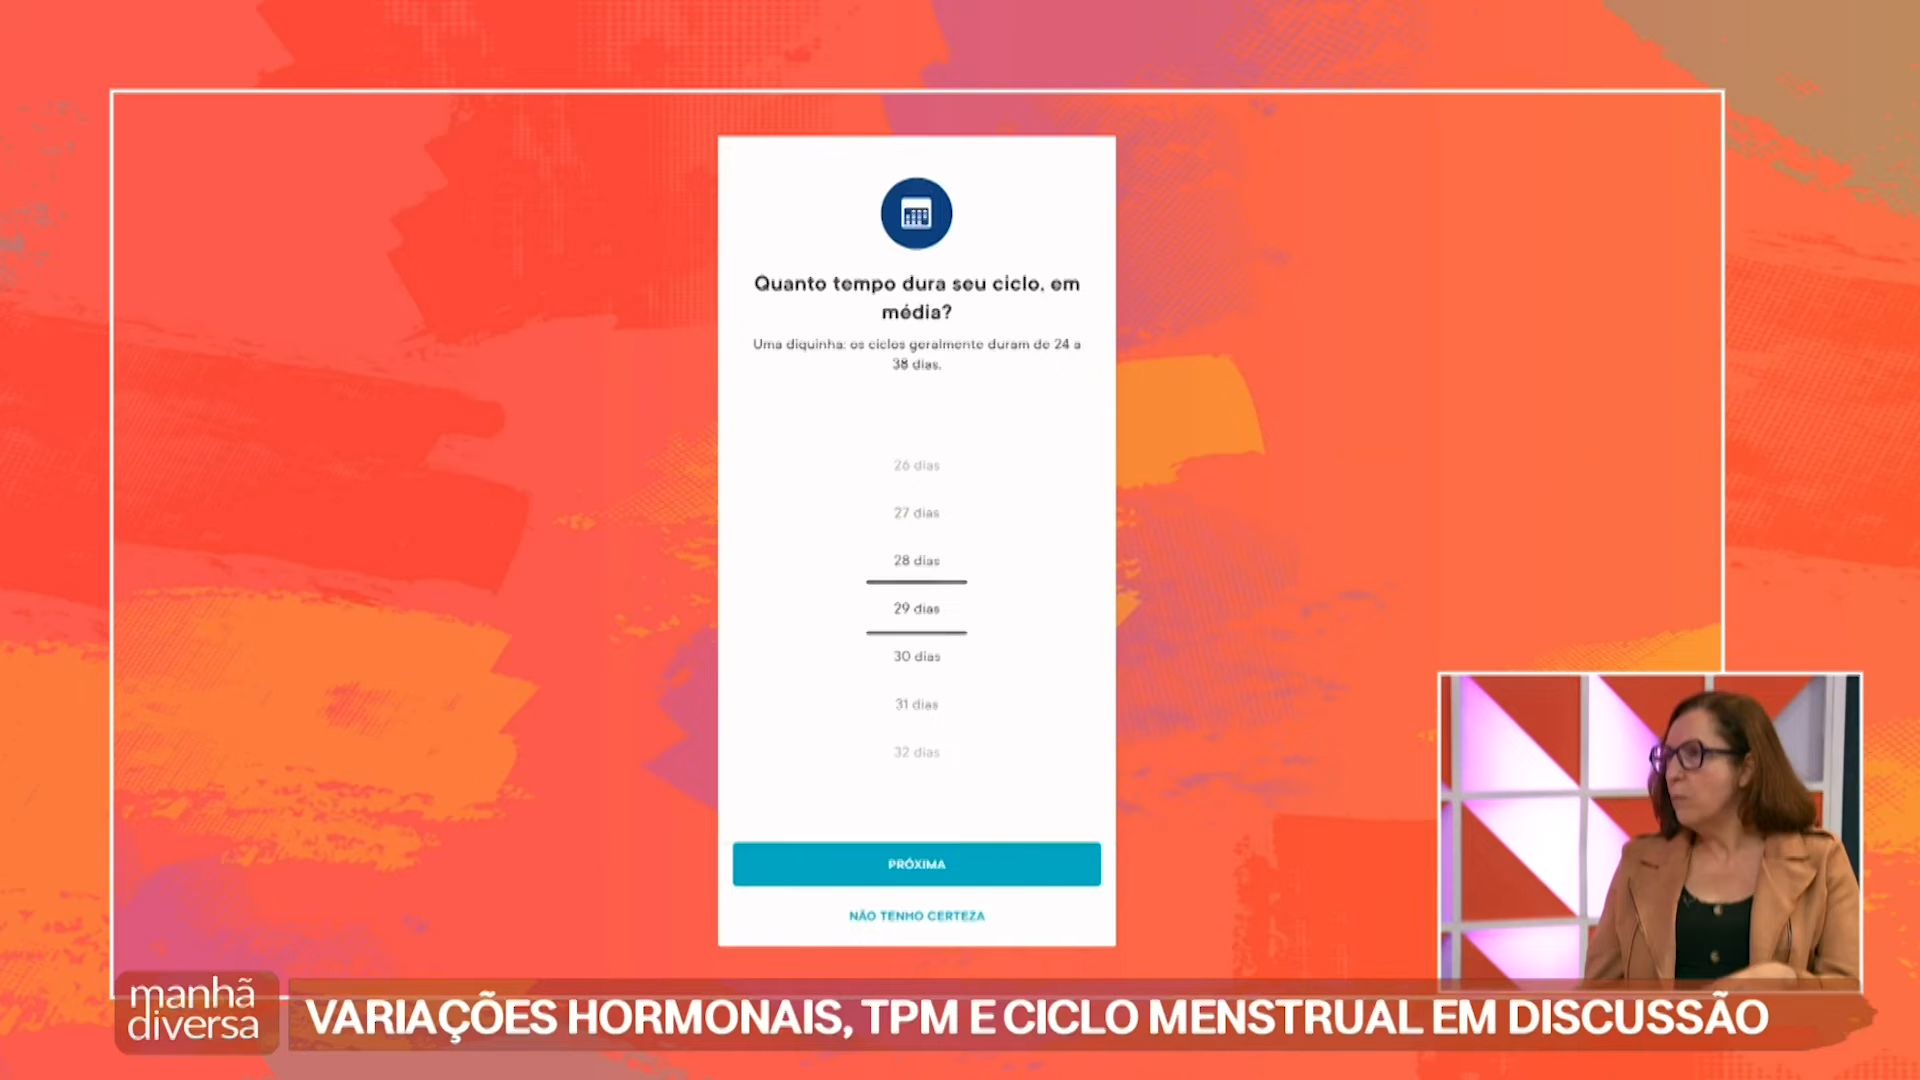 Quanto tempo dura seu ciclo, em
média?
Uma diquinha: os ciclos geralmente duram de 24 a
38 dias.
26 dias
27 dias
28 dias
29 dias
30 dias
31 dias
32 dias
PRÓXIMA
NÃO TENHO CERTEZA
manhã
diversa
VARIAÇÕES HORMONAIS, TPM E CICLO MENSTRUAL EM DISCUSSÃO